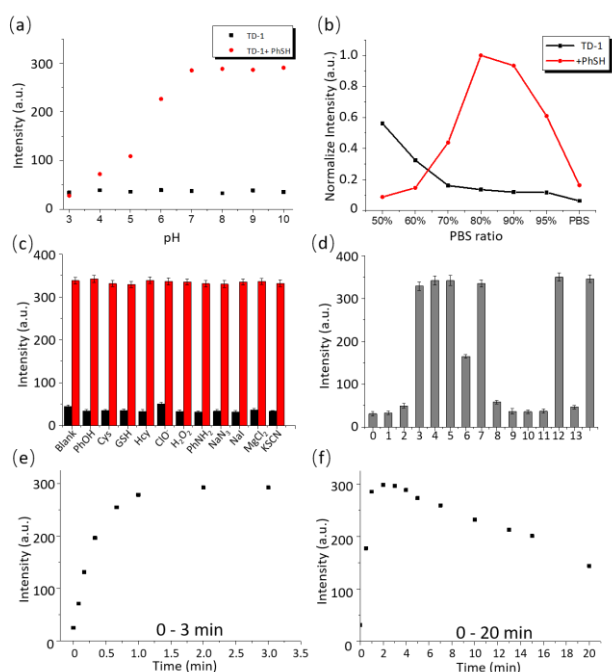 (a)
TD-1
TD-1+ PhSH
Intensity (a.u.)
300
200
100
0
3 4 5 6 7 8 9 10
pH
(b)
TD-1
+PhSH
Normalize Intensity (a.u.)
1.0
0.8
0.6
0.4
0.2
0
50% 60% 70% 80% 90% 95% PBS
PBS ratio
(c)
Intensity (a.u.)
400
300
200
100
0
Blank PhOH Cys GSH Hcy ClO⁻ H₂O₂ PhNH₂ NaN₃ NaI MgCl₂ KSCN
(d)
Intensity (a.u.)
400
300
200
100
0
0 1 2 3 4 5 6 7 8 9 10 11 12 13
(e)
Intensity (a.u.)
300
200
100
0
0 - 3 min
0 0.5 1.0 1.5 2.0 2.5 3.0 3.5
Time (min)
(f)
Intensity (a.u.)
300
200
100
0
0 - 20 min
0 2 4 6 8 10 12 14 16 18 20
Time (min)